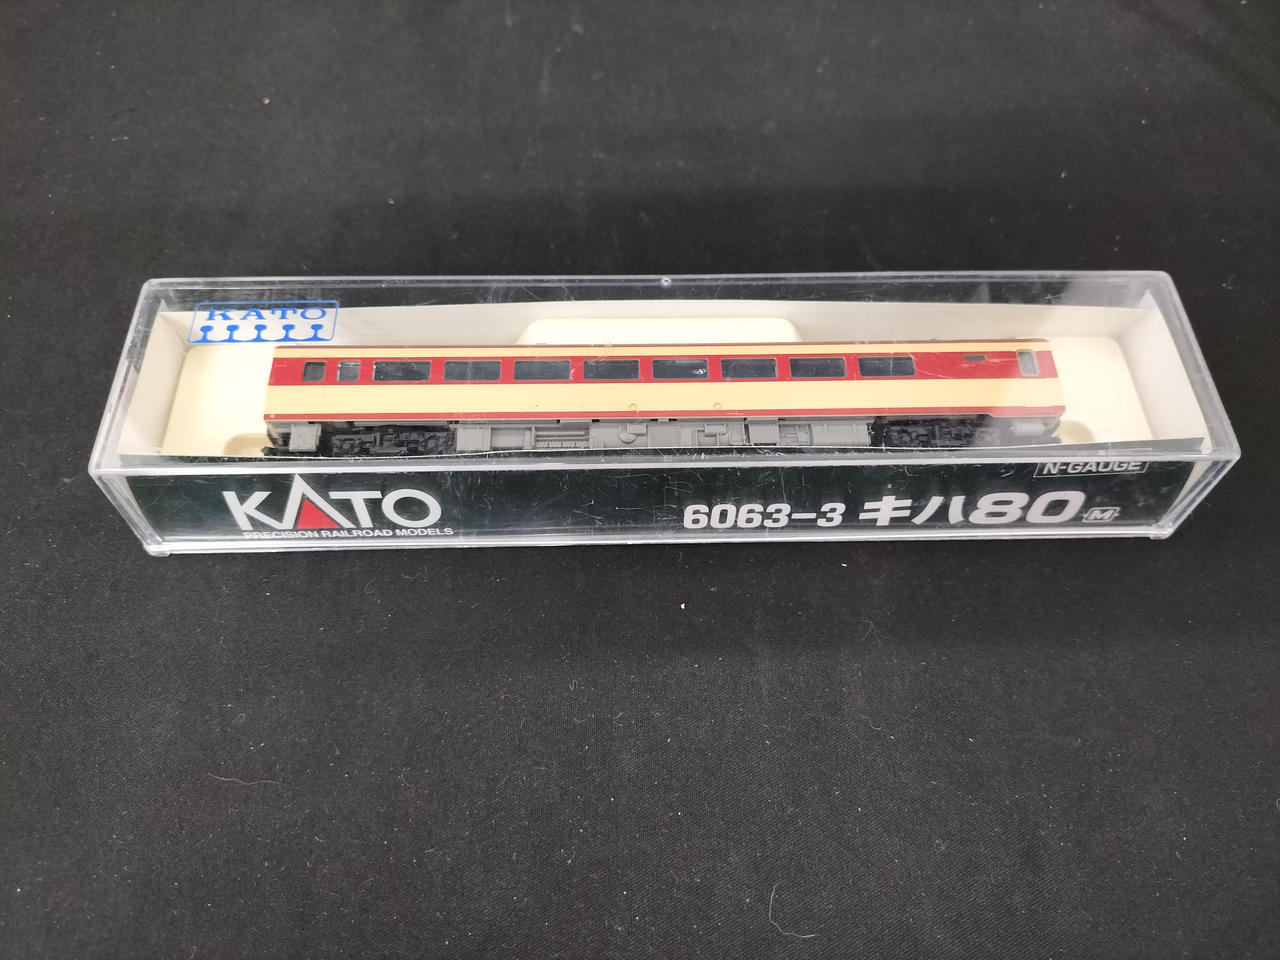 KATO
N-GAUGE
KATO
PRECISION RAILROAD MODELS
6063-3 キハ80 M